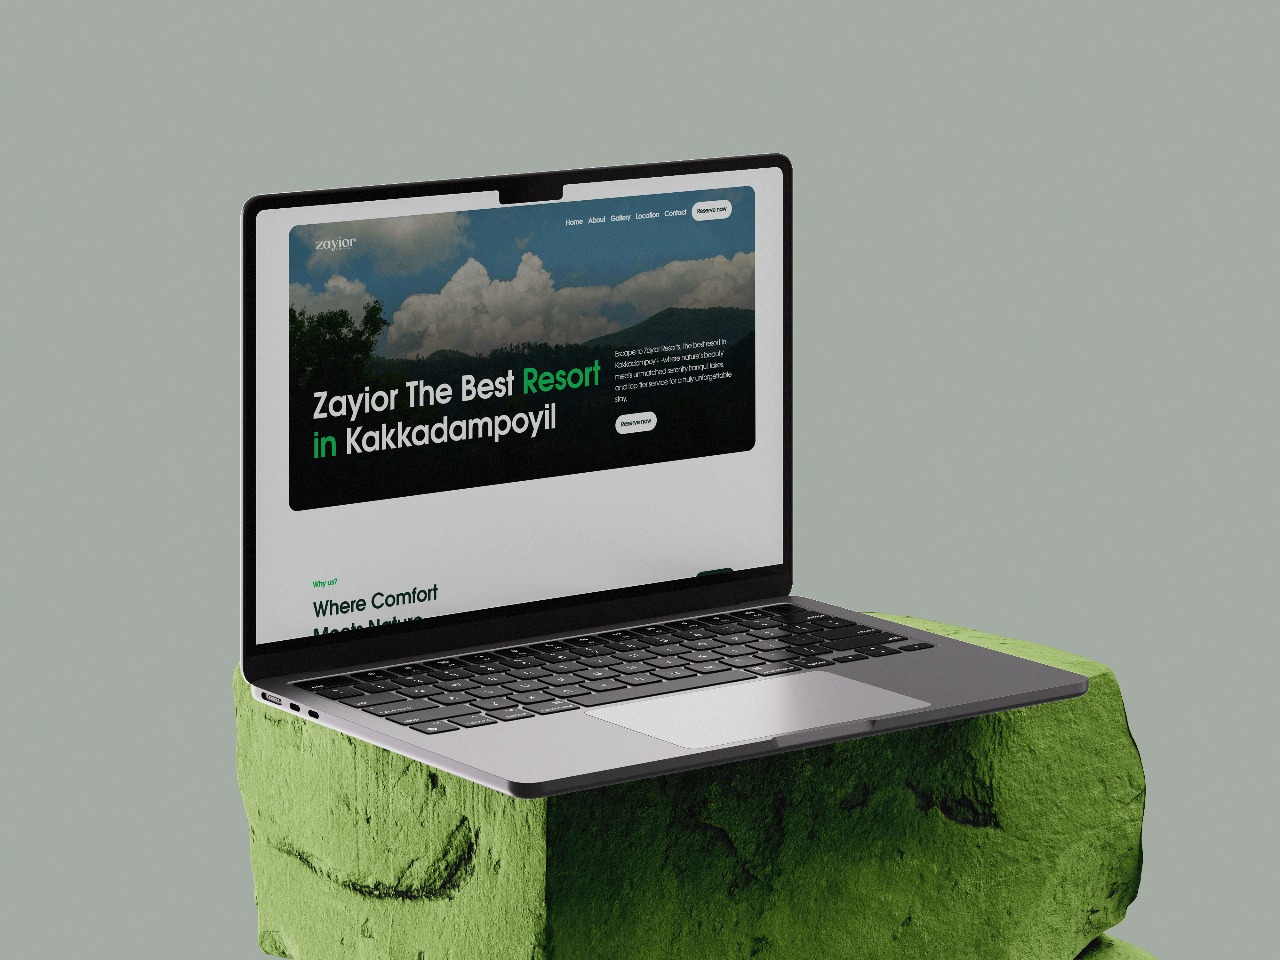 zayior
Home About Gallery Location Contact Reserve now
Zayior The Best Resort
in Kakkadampoyil
Escape to Zayior Resorts, the best resort in
Kakkadampoyil—where nature's beauty
meets unmatched serenity, tranquil lakes,
and top-tier service for a truly unforgettable
stay.
Reserve now
Why us?
Where Comfort
Meets Nature